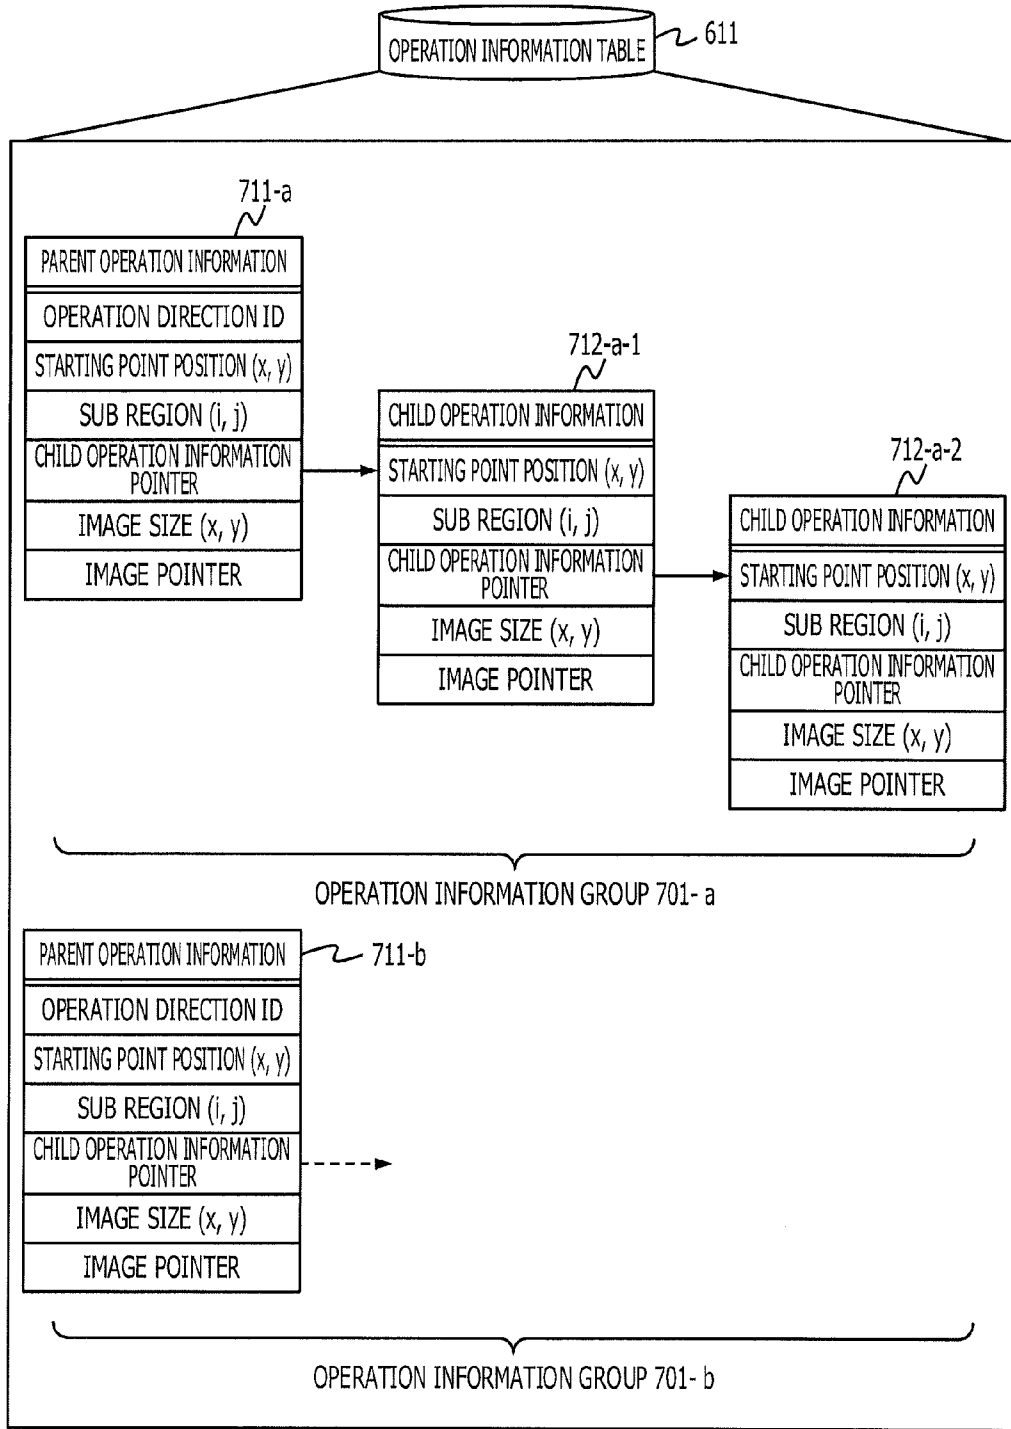 OPERATION INFORMATION TABLE
611
711-a
PARENT OPERATION INFORMATION
OPERATION DIRECTION ID
STARTING POINT POSITION (x, y)
SUB REGION (i, j)
CHILD OPERATION INFORMATION
POINTER
IMAGE SIZE (x, y)
IMAGE POINTER
712-a-1
CHILD OPERATION INFORMATION
STARTING POINT POSITION (x, y)
SUB REGION (i, j)
CHILD OPERATION INFORMATION
POINTER
IMAGE SIZE (x, y)
IMAGE POINTER
712-a-2
CHILD OPERATION INFORMATION
STARTING POINT POSITION (x, y)
SUB REGION (i, j)
CHILD OPERATION INFORMATION
POINTER
IMAGE SIZE (x, y)
IMAGE POINTER
OPERATION INFORMATION GROUP 701- a
PARENT OPERATION INFORMATION
711-b
OPERATION DIRECTION ID
STARTING POINT POSITION (x, y)
SUB REGION (i, j)
CHILD OPERATION INFORMATION
POINTER
IMAGE SIZE (x, y)
IMAGE POINTER
OPERATION INFORMATION GROUP 701- b